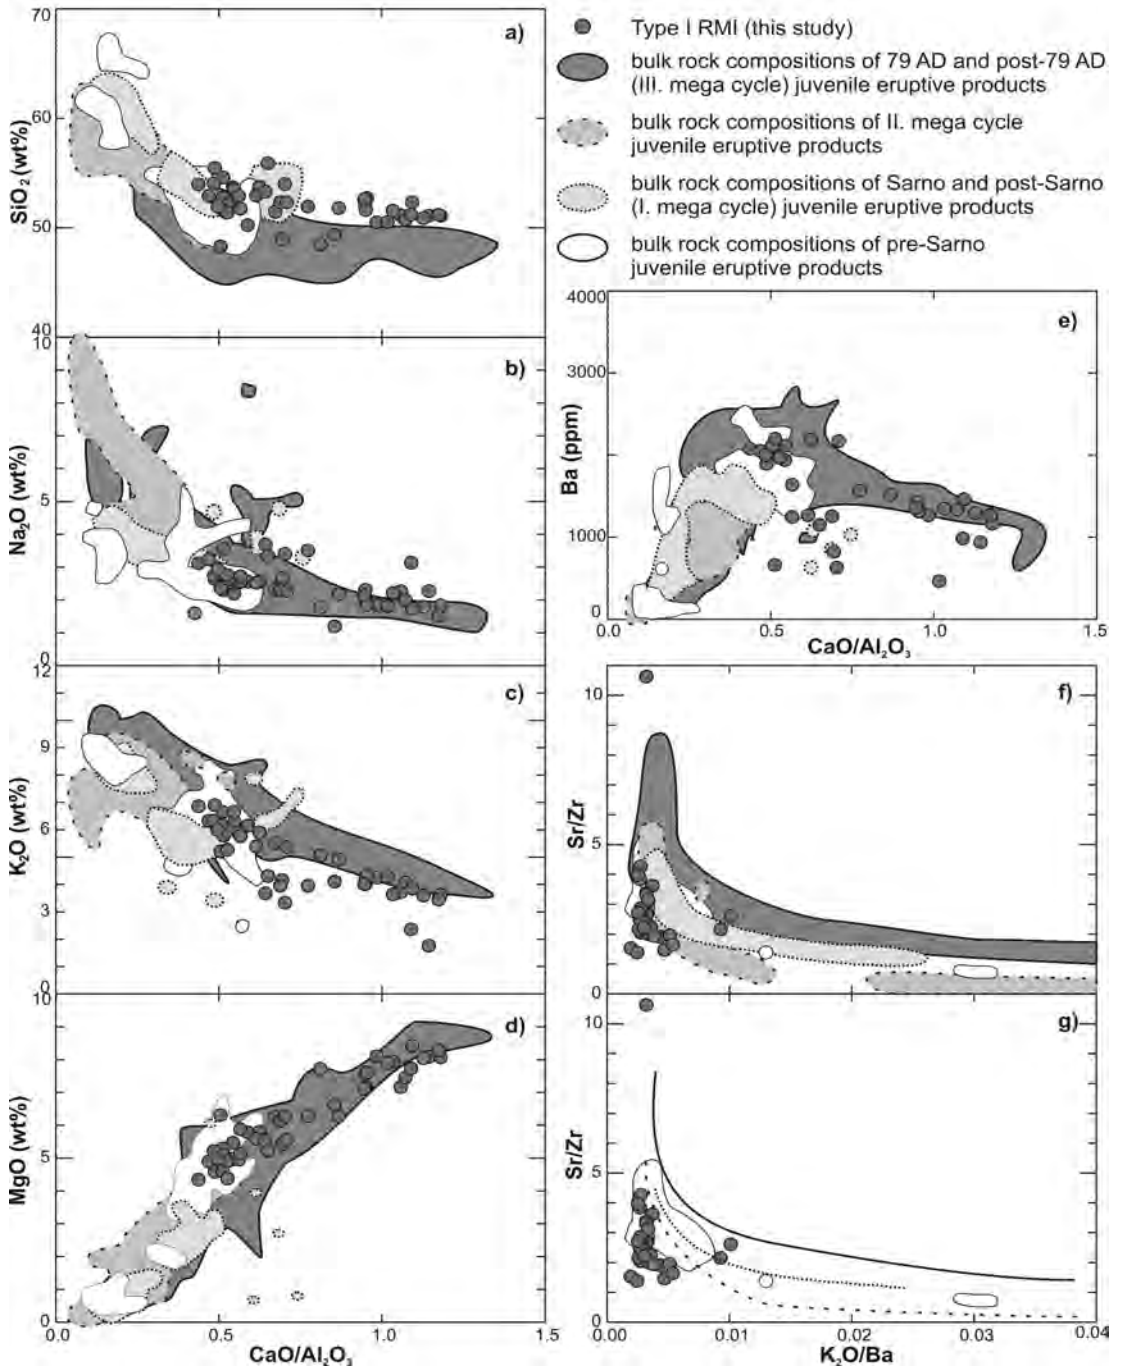 Type I RMI (this study)
bulk rock compositions of 79 AD and post-79 AD
(III. mega cycle) juvenile eruptive products
bulk rock compositions of II. mega cycle
juvenile eruptive products
bulk rock compositions of Sarno and post-Sarno
(I. mega cycle) juvenile eruptive products
bulk rock compositions of pre-Sarno
juvenile eruptive products
a)
SiO₂ (wt%)
70
60
50
40
b)
Na₂O (wt%)
10
5
0
c)
K₂O (wt%)
12
9
6
3
0
d)
MgO (wt%)
10
5
0
0.0 0.5 1.0 1.5
CaO/Al₂O₃
e)
Ba (ppm)
4000
3000
1000
0
0.0 0.5 1.0 1.5
CaO/Al₂O₃
f)
Sr/Zr
10
5
0
g)
Sr/Zr
10
5
0
0.00 0.01 0.02 0.03 0.04
K₂O/Ba